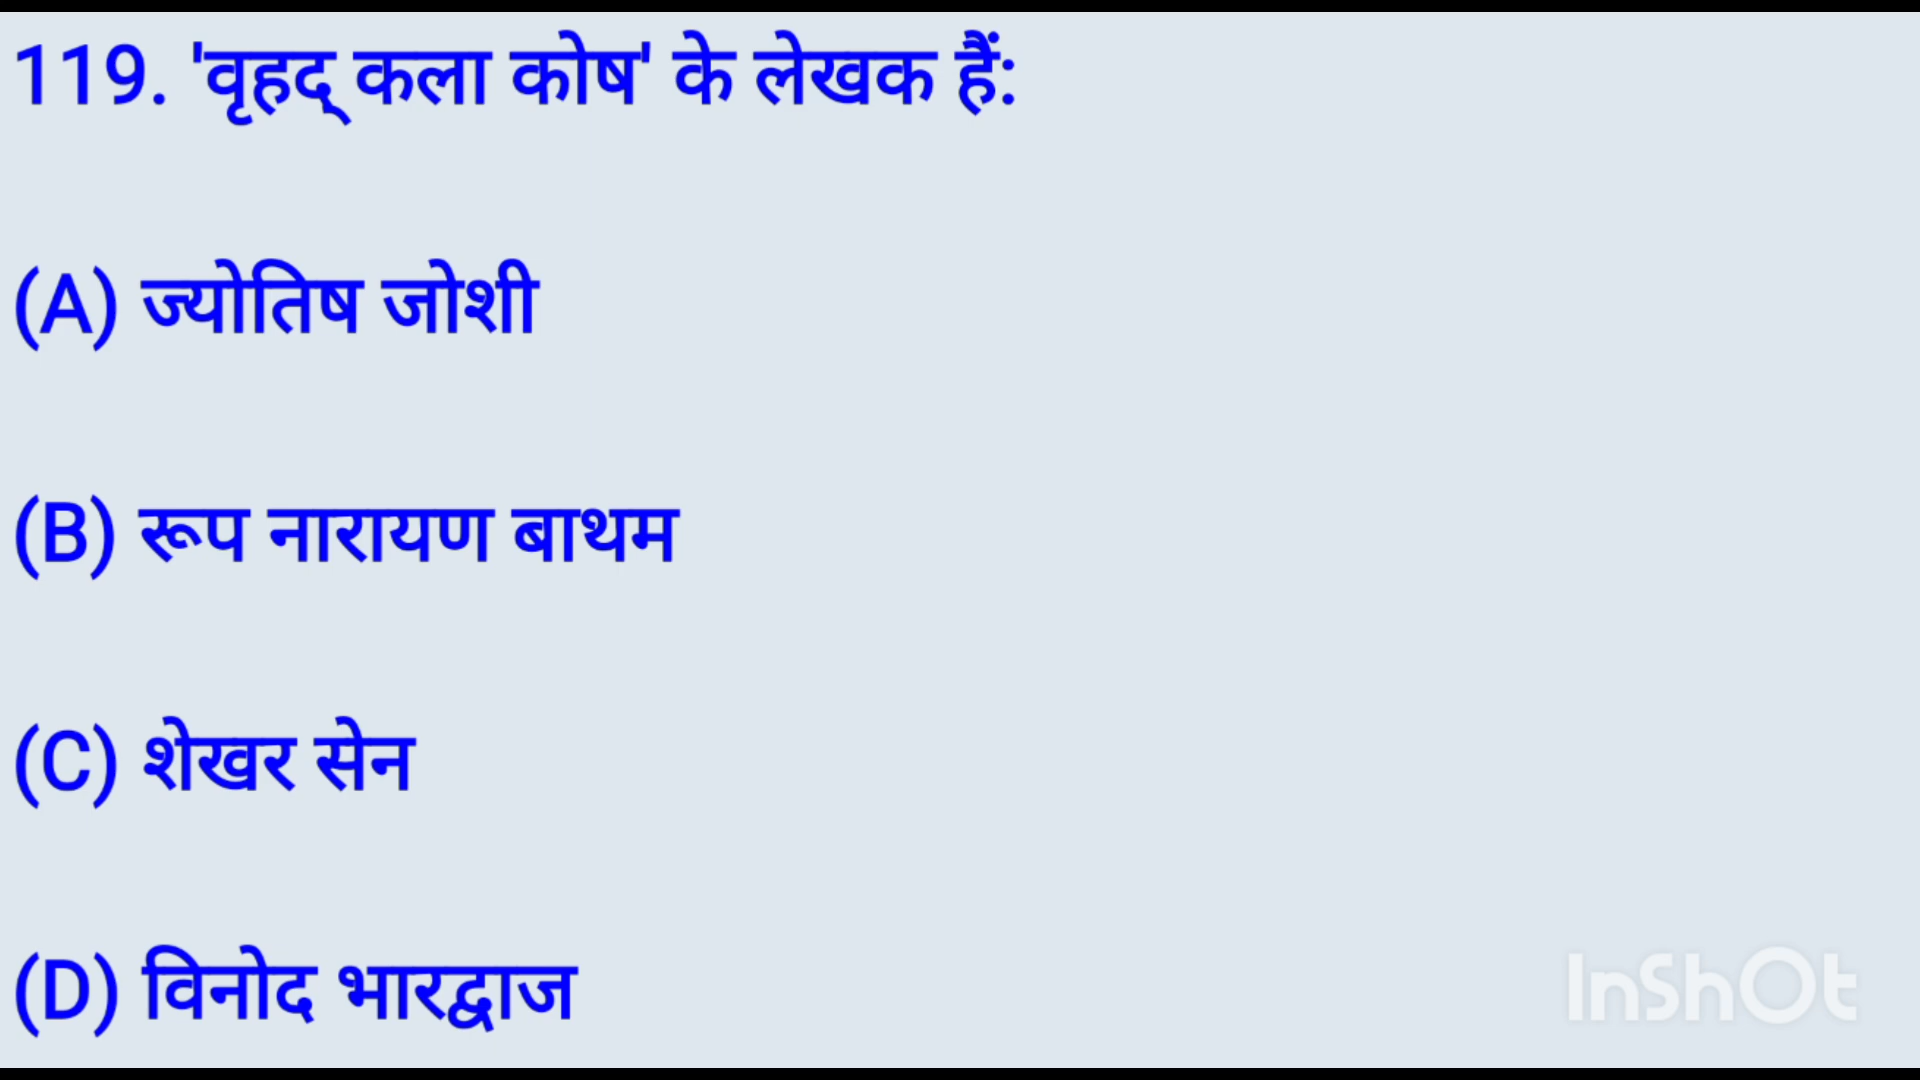 119. 'वृहद् कला कोष' के लेखक हैं:
(A) ज्योतिष जोशी
(B) रूप नारायण बाथम
(C) शेखर सेन
(D) विनोद भारद्वाज
InShOt